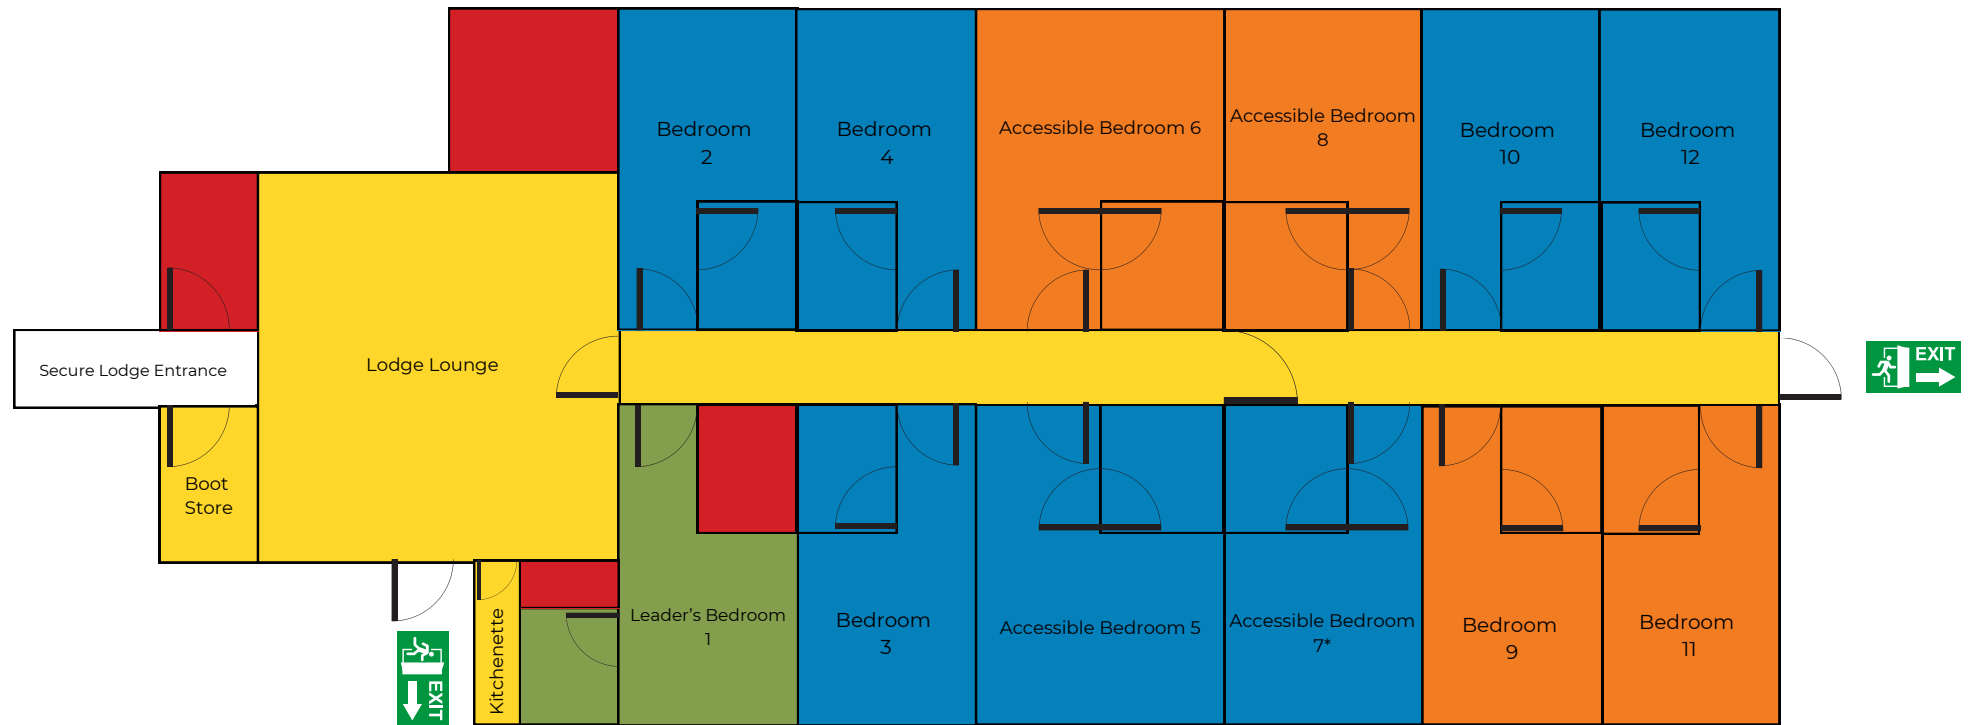 Bedroom
2
Bedroom
4
Accessible Bedroom 6
Accessible Bedroom
8
Bedroom
10
Bedroom
12
Secure Lodge Entrance
Lodge Lounge
EXIT
Boot
Store
Kitchenette
Leader’s Bedroom
1
Bedroom
3
Accessible Bedroom 5
Accessible Bedroom
7*
Bedroom
9
Bedroom
11
EXIT